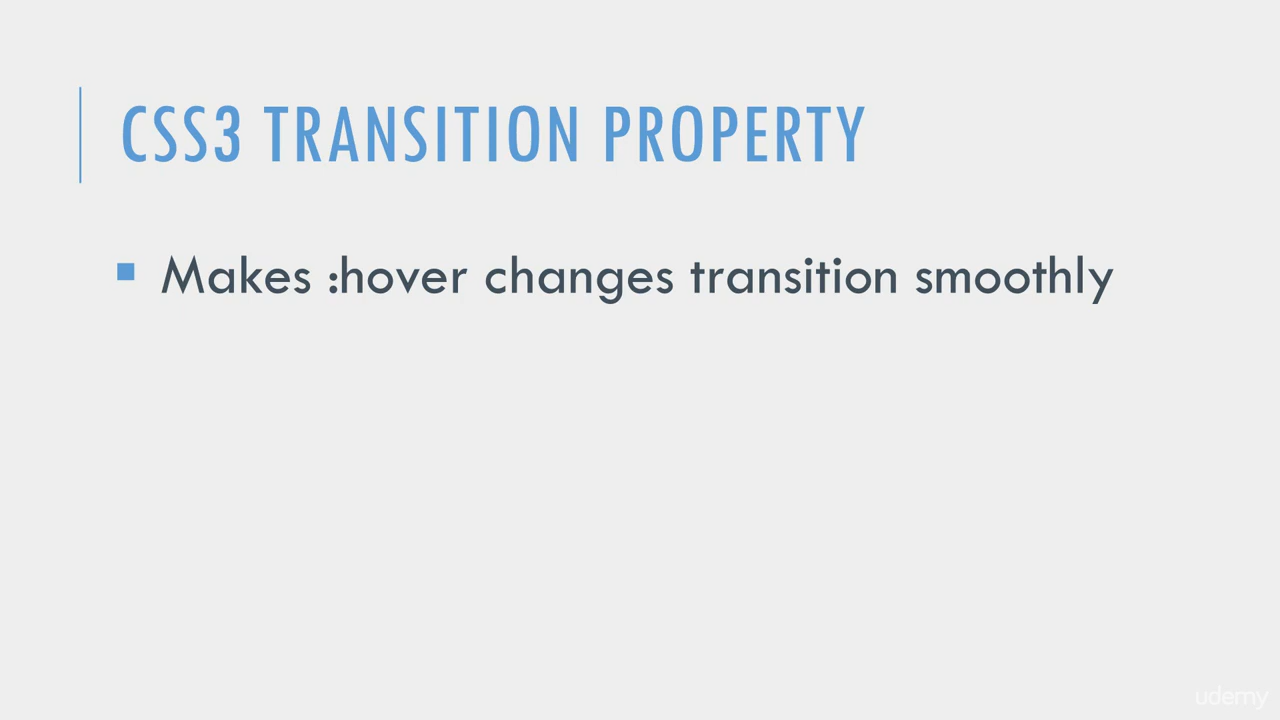 CSS3 TRANSITION PROPERTY
Makes :hover changes transition smoothly
udemy